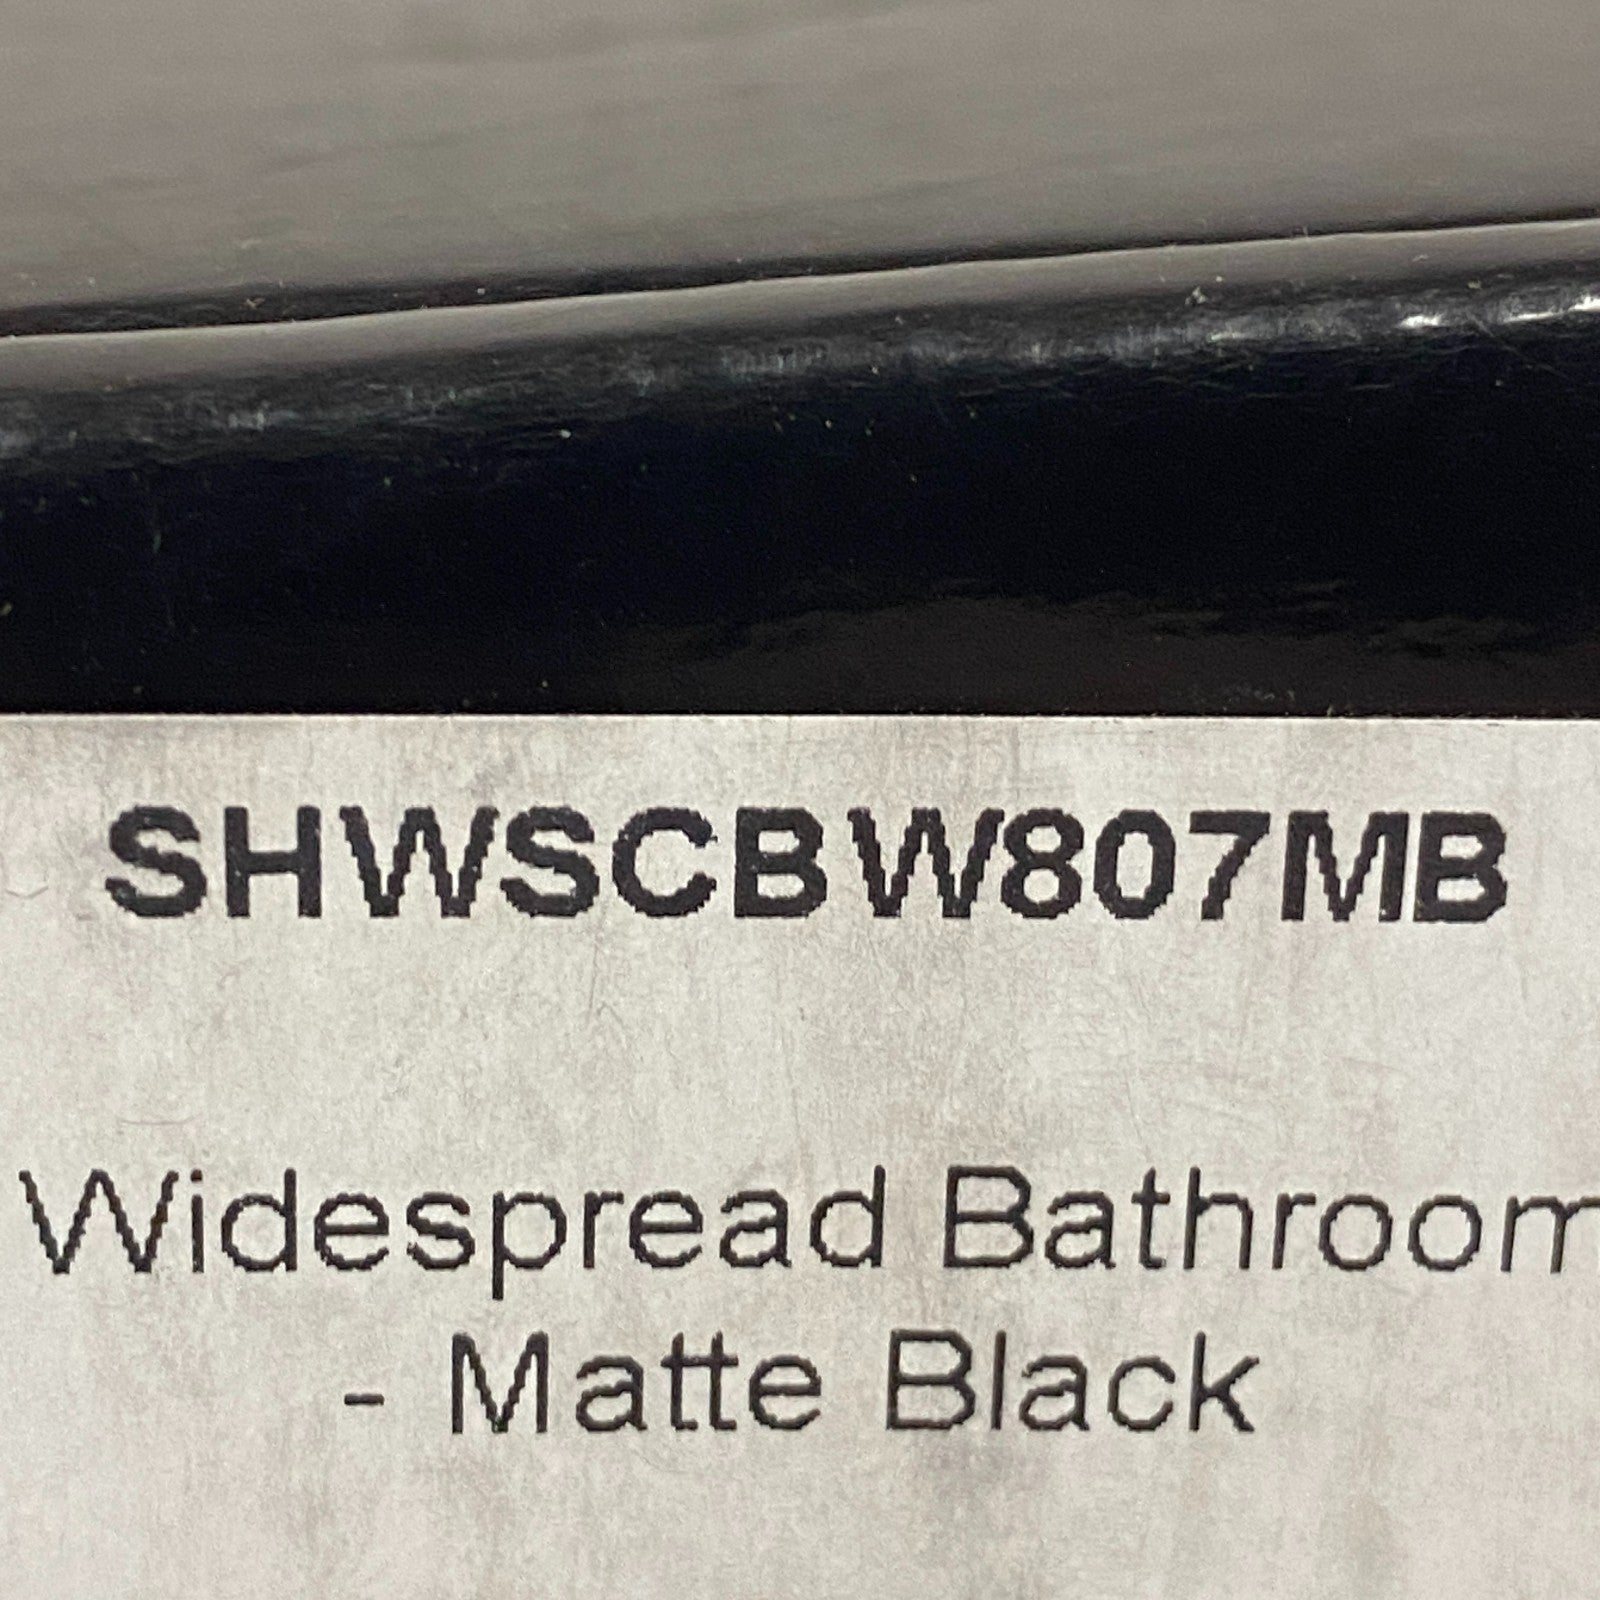 SHWSCBW807MB
Widespread Bathroom
- Matte Black